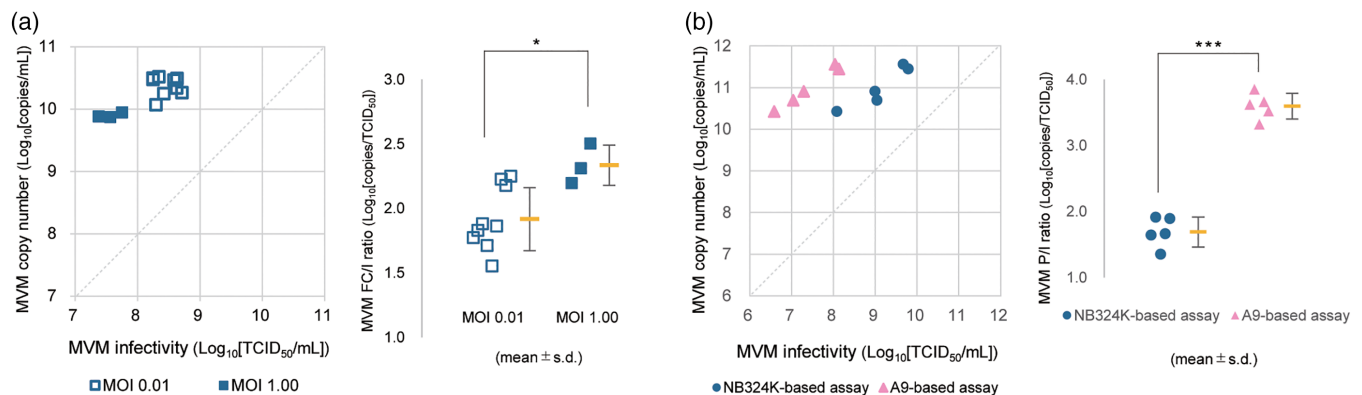 (a)
MVM copy number (Log10[copies/mL])
11
10
9
8
7
7 8 9 10 11
MVM infectivity (Log10[TCID50/mL])
MOI 0.01 MOI 1.00
MVM FC/I ratio (Log10[copies/TCID50])
3.0
2.5
2.0
1.5
1.0
*
MOI 0.01 MOI 1.00
(mean ± s.d.)
(b)
MVM copy number (Log10[copies/mL])
12
11
10
9
8
7
6
6 7 8 9 10 11 12
MVM infectivity (Log10[TCID50/mL])
NB324K-based assay A9-based assay
MVM P/I ratio (Log10[copies/TCID50])
4.0
3.0
2.0
1.0
***
NB324K-based assay A9-based assay
(mean ± s.d.)